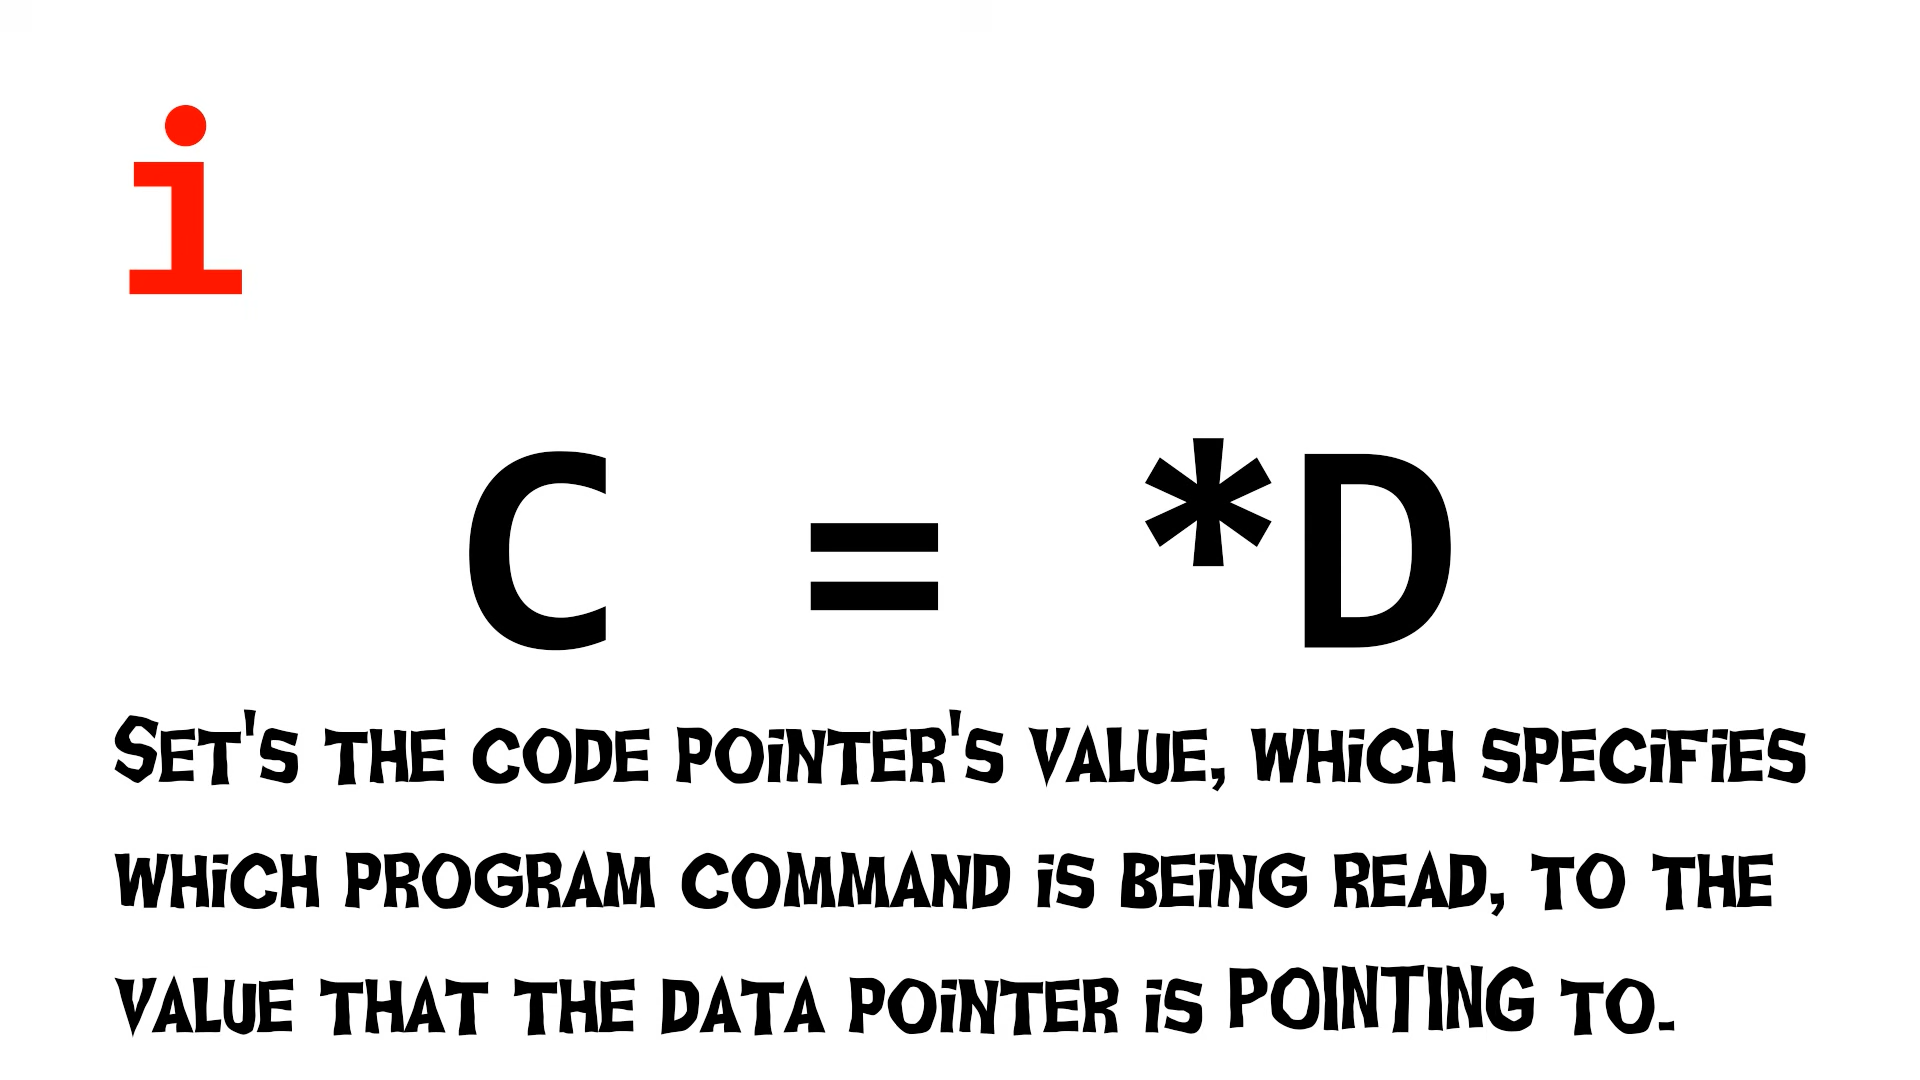 i
C = *D
Set's the code pointer's value, which specifies
which program command is being read, to the
value that the data pointer is POINTING to.